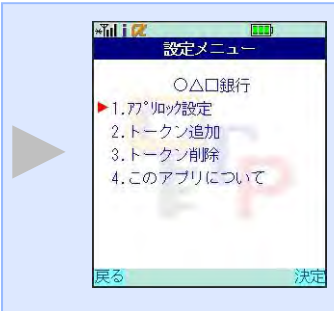 i α
設定メニュー
○△□銀行
1.ｱﾌﾟﾘﾛｯｸ設定
2.トークン追加
3.トークン削除
4.このアプリについて
戻る 決定